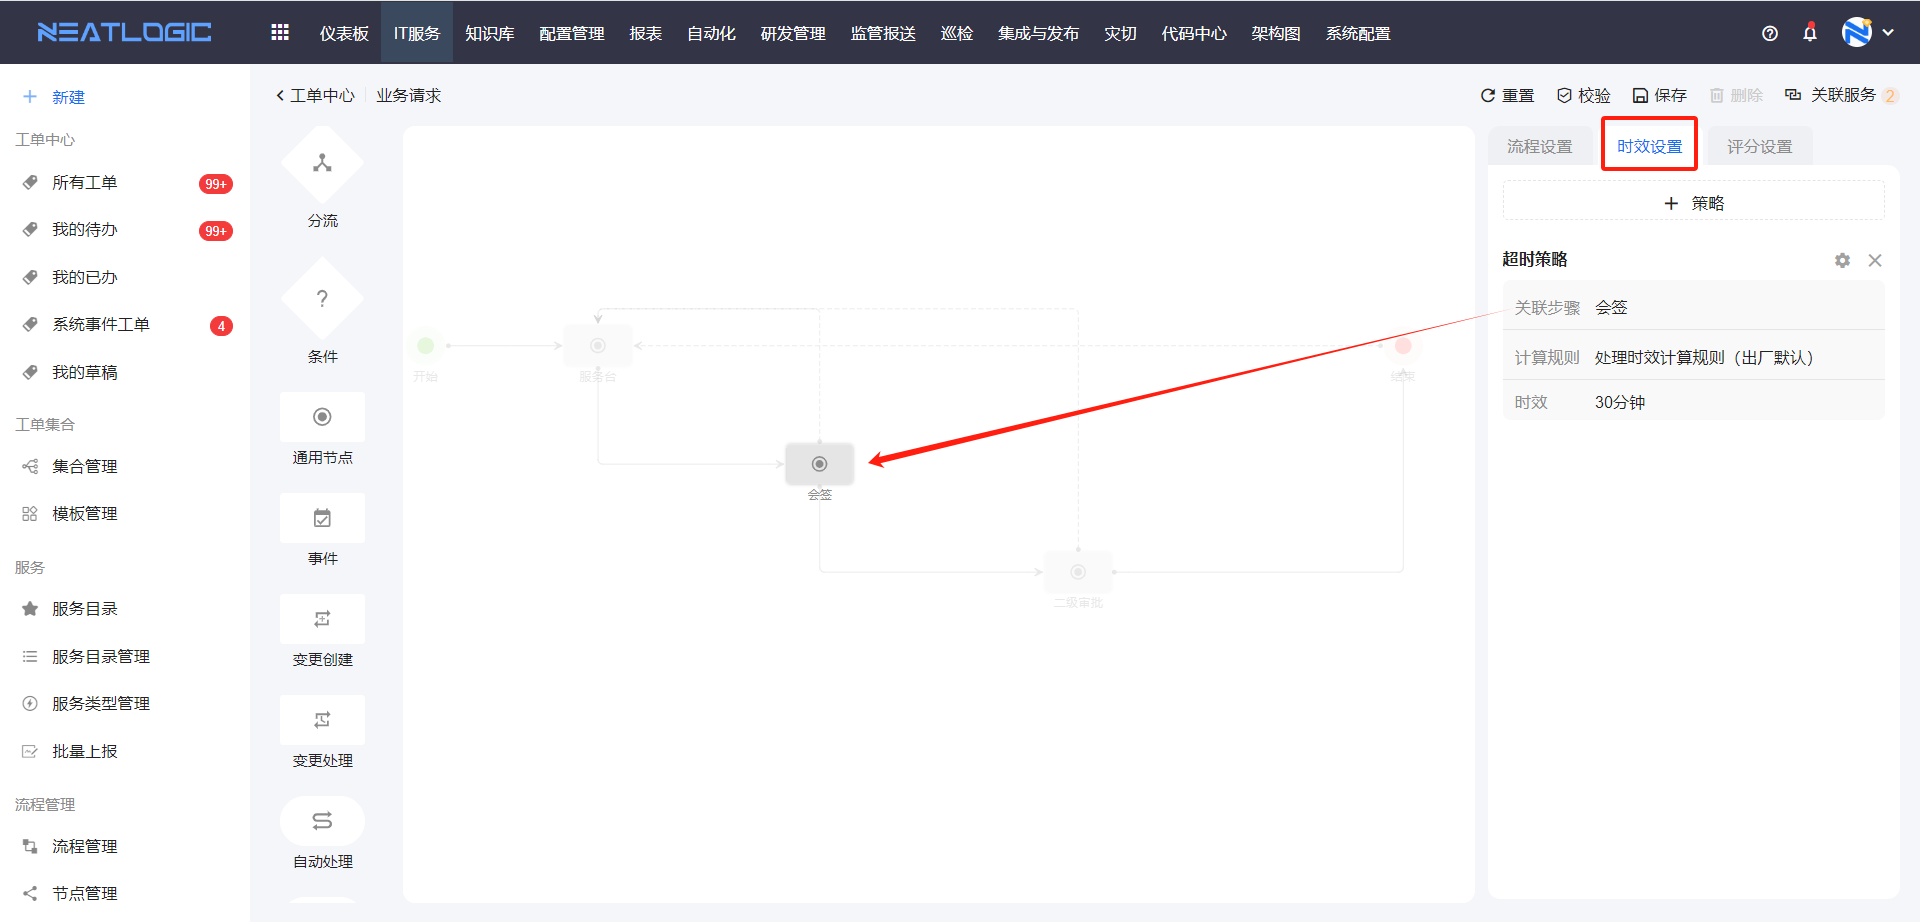 NEATLOGIC
仪表板 IT服务 知识库 配置管理 报表 自动化 研发管理 监管报送 巡检 集成与发布 灾切 代码中心 架构图 系统配置
新建
工单中心
所有工单 99+
我的待办 99+
我的已办
系统事件工单 4
我的草稿
工单集合
集合管理
模板管理
服务
服务目录
服务目录管理
服务类型管理
批量上报
流程管理
流程管理
节点管理
工单中心 业务请求
重置 校验 保存 删除 关联服务 2
分流
?
条件
通用节点
事件
变更创建
变更处理
自动处理
开始
服务台
会签
二级审批
结束
流程设置 时效设置 评分设置
策略
超时策略
关联步骤 会签
计算规则 处理时效计算规则（出厂默认）
时效 30分钟